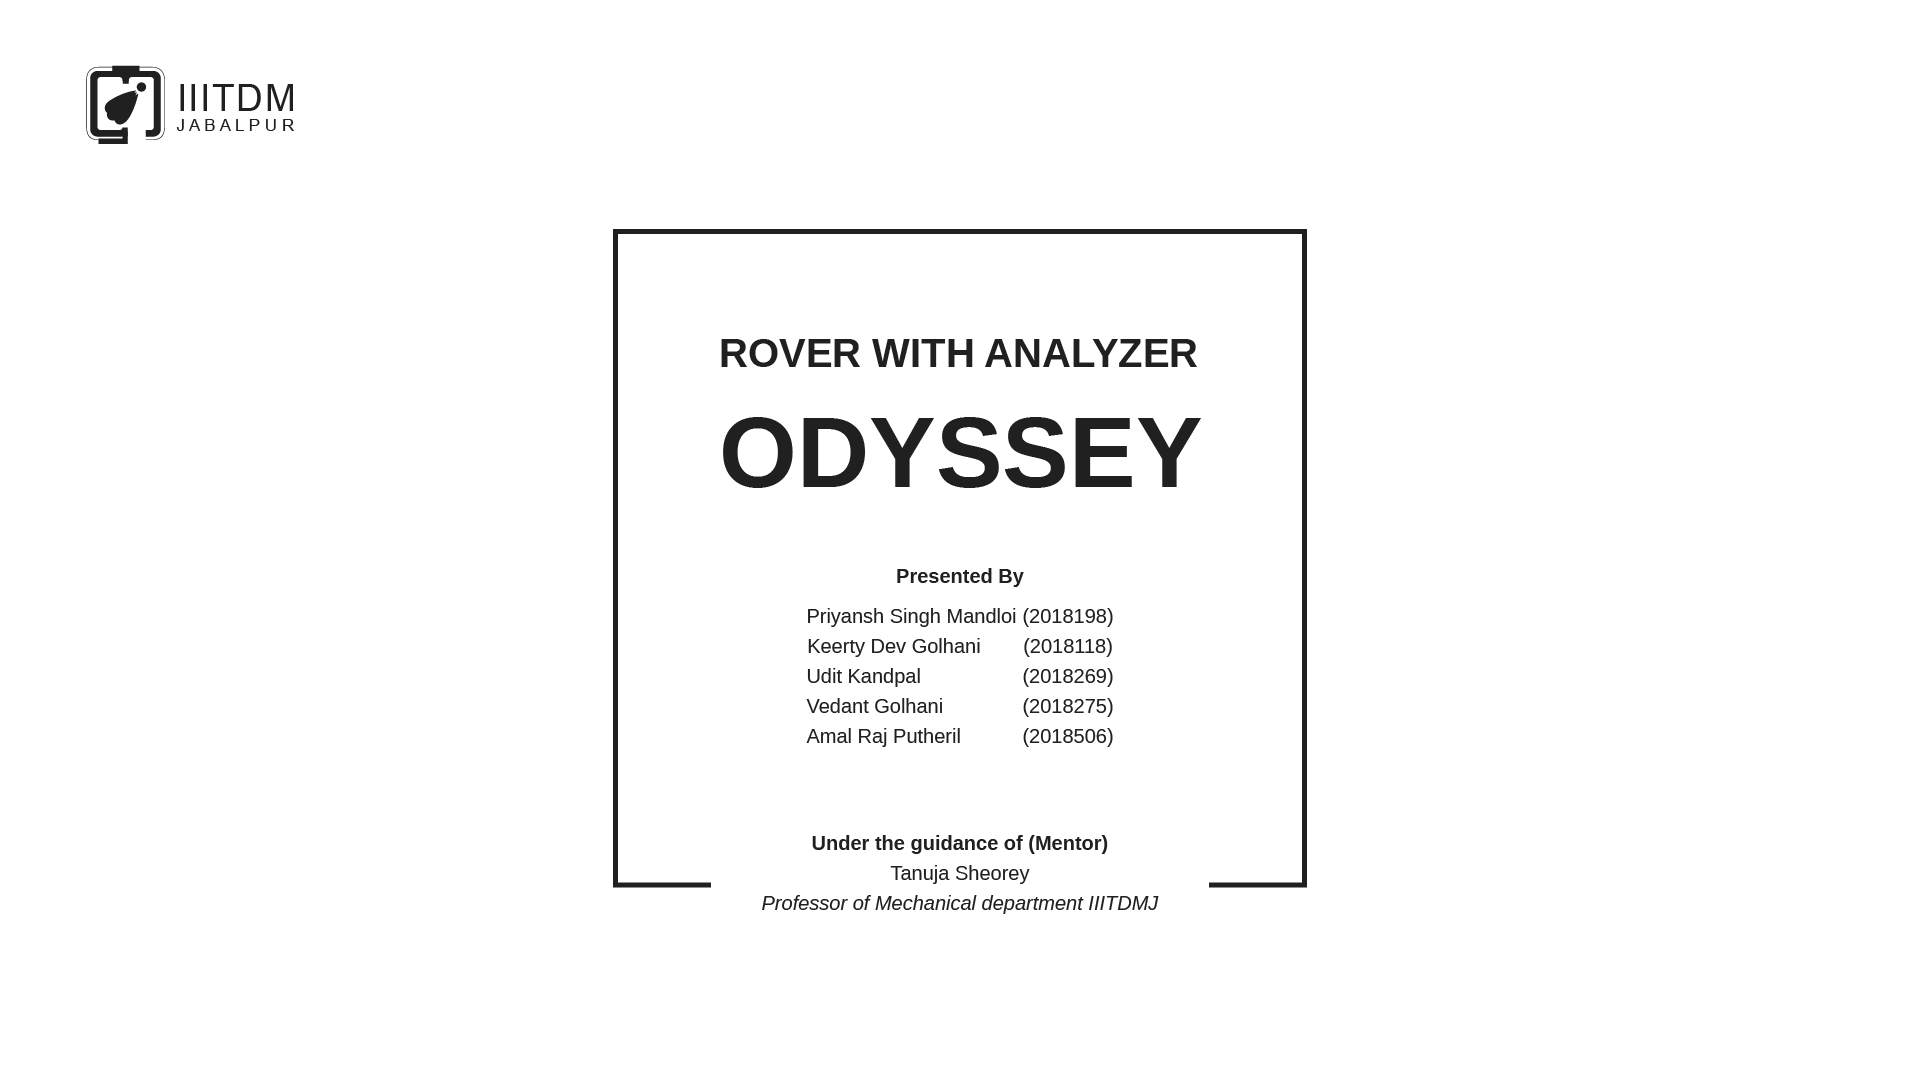 IIITDM
JABALPUR
ROVER WITH ANALYZER
ODYSSEY
Presented By
Priyansh Singh Mandloi (2018198)
Keerty Dev Golhani (2018118)
Udit Kandpal (2018269)
Vedant Golhani (2018275)
Amal Raj Putheril (2018506)
Under the guidance of (Mentor)
Tanuja Sheorey
Professor of Mechanical department IIITDMJ